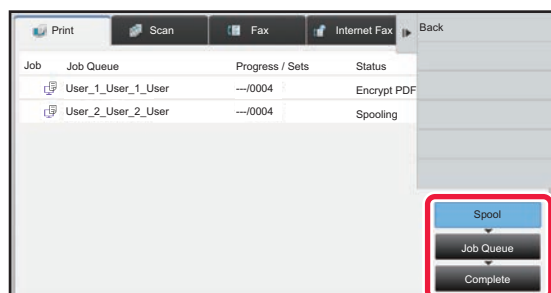 Print Scan Fax Internet Fax Back
Job Job Queue Progress / Sets Status
User_1_User_1_User ---/0004 Encrypt PDF
User_2_User_2_User ---/0004 Spooling
Spool
Job Queue
Complete